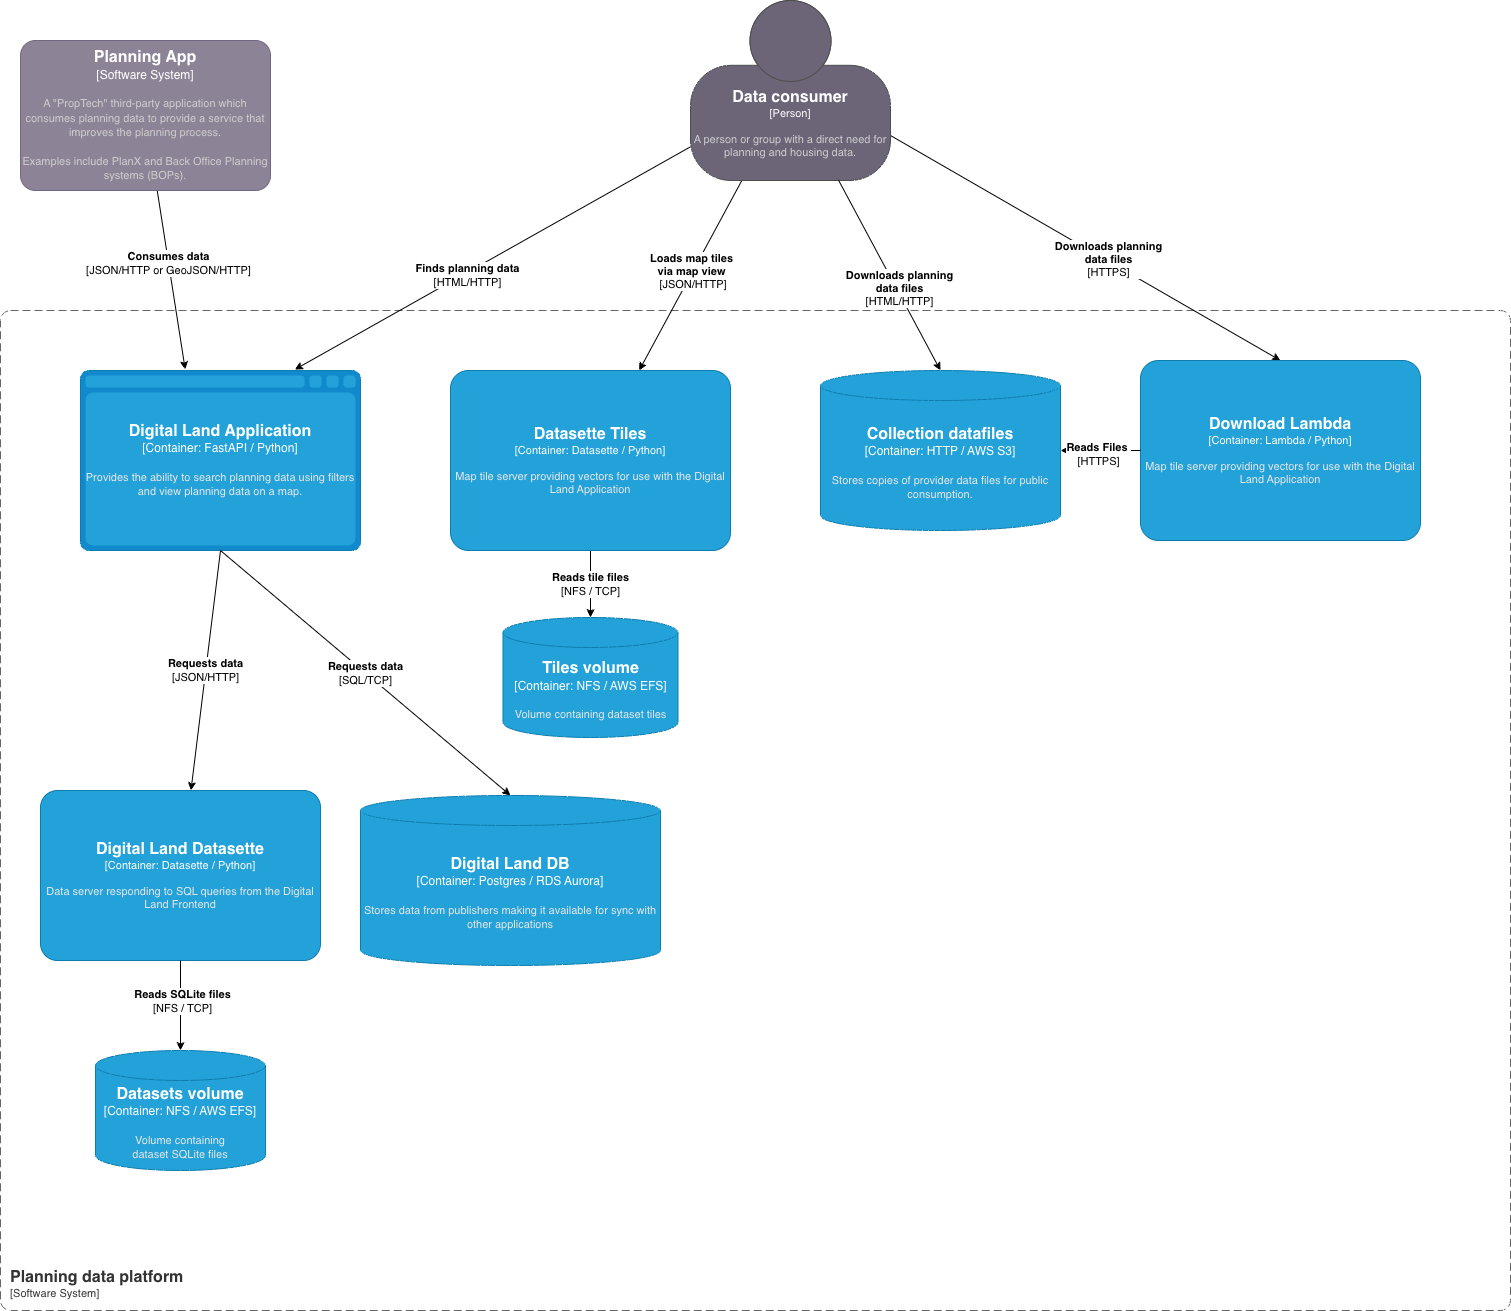 Planning App
[Software System]
A "PropTech" third-party application which
consumes planning data to provide a service that
improves the planning process.
Examples include PlanX and Back Office Planning
systems (BOPs).
Data consumer
[Person]
A person or group with a direct need for
planning and housing data.
Consumes data
[JSON/HTTP or GeoJSON/HTTP]
Finds planning data
[HTML/HTTP]
Loads map tiles
via map view
[JSON/HTTP]
Downloads planning
data files
[HTML/HTTP]
Downloads planning
data files
[HTTPS]
Digital Land Application
[Container: FastAPI / Python]
Provides the ability to search planning data using filters
and view planning data on a map.
Datasette Tiles
[Container: Datasette / Python]
Map tile server providing vectors for use with the Digital
Land Application
Collection datafiles
[Container: HTTP / AWS S3]
Stores copies of provider data files for public
consumption.
Reads Files
[HTTPS]
Download Lambda
[Container: Lambda / Python]
Map tile server providing vectors for use with the Digital
Land Application
Reads tile files
[NFS / TCP]
Tiles volume
[Container: NFS / AWS EFS]
Volume containing dataset tiles
Requests data
[JSON/HTTP]
Requests data
[SQL/TCP]
Digital Land Datasette
[Container: Datasette / Python]
Data server responding to SQL queries from the Digital
Land Frontend
Digital Land DB
[Container: Postgres / RDS Aurora]
Stores data from publishers making it available for sync with
other applications
Reads SQLite files
[NFS / TCP]
Datasets volume
[Container: NFS / AWS EFS]
Volume containing
dataset SQLite files
Planning data platform
[Software System]